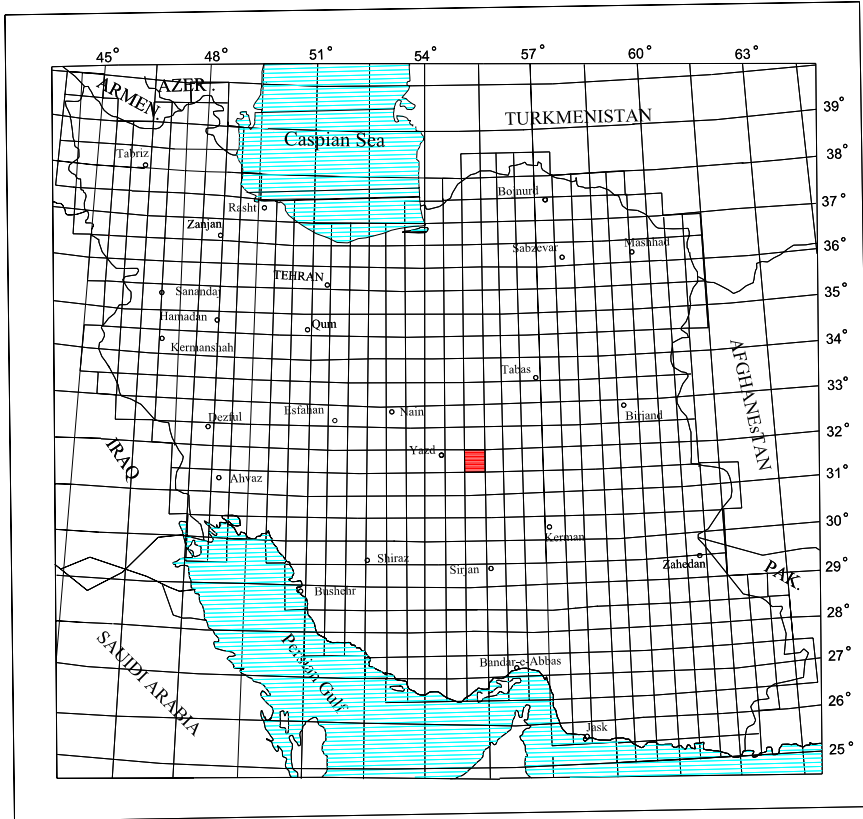 45° 48° 51° 54° 57° 60° 63°
ARMEN. AZER.
39°
TURKMENISTAN
Caspian Sea
38°
Tabriz
Bojnurd
37°
Rasht
Zanjan
Sabzevar Mashhad
36°
TEHRAN
35°
Sanandaj
Hamadan Qum
34°
Kermanshah
AFGHANESTAN
Tabas
33°
Esfahan Nain
Dezful Birjand
32°
Yazd
IRAQ
31°
Ahvaz
30°
Kerman
Shiraz
Sirjan Zahedan
29°
PAK.
Bushehr
28°
SAUIDI ARABIA
Persian Gulf
27°
Bandar-e-Abbas
26°
Jask
25°